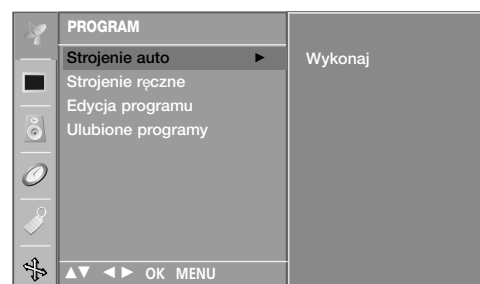 PROGRAM
Strojenie auto ►
Wykonaj
Strojenie ręczne
Edycja programu
Ulubione programy
▲▼ ◄► OK MENU